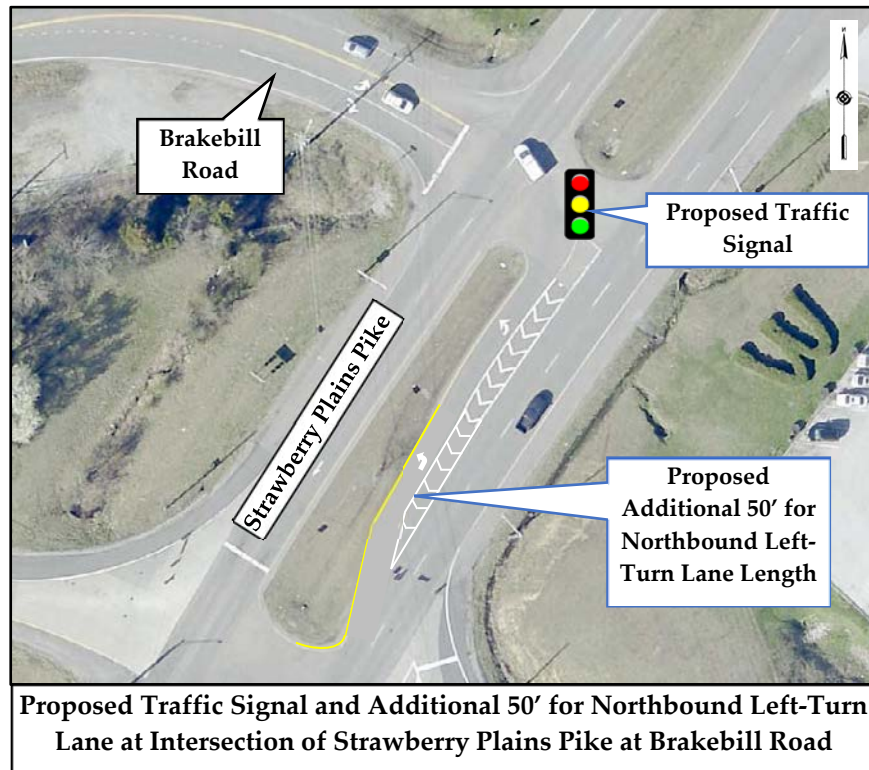 N
Brakebill
Road
Proposed Traffic
Signal
Strawberry Plains Pike
Proposed
Additional 50’ for
Northbound Left-
Turn Lane Length
Proposed Traffic Signal and Additional 50’ for Northbound Left-Turn
Lane at Intersection of Strawberry Plains Pike at Brakebill Road